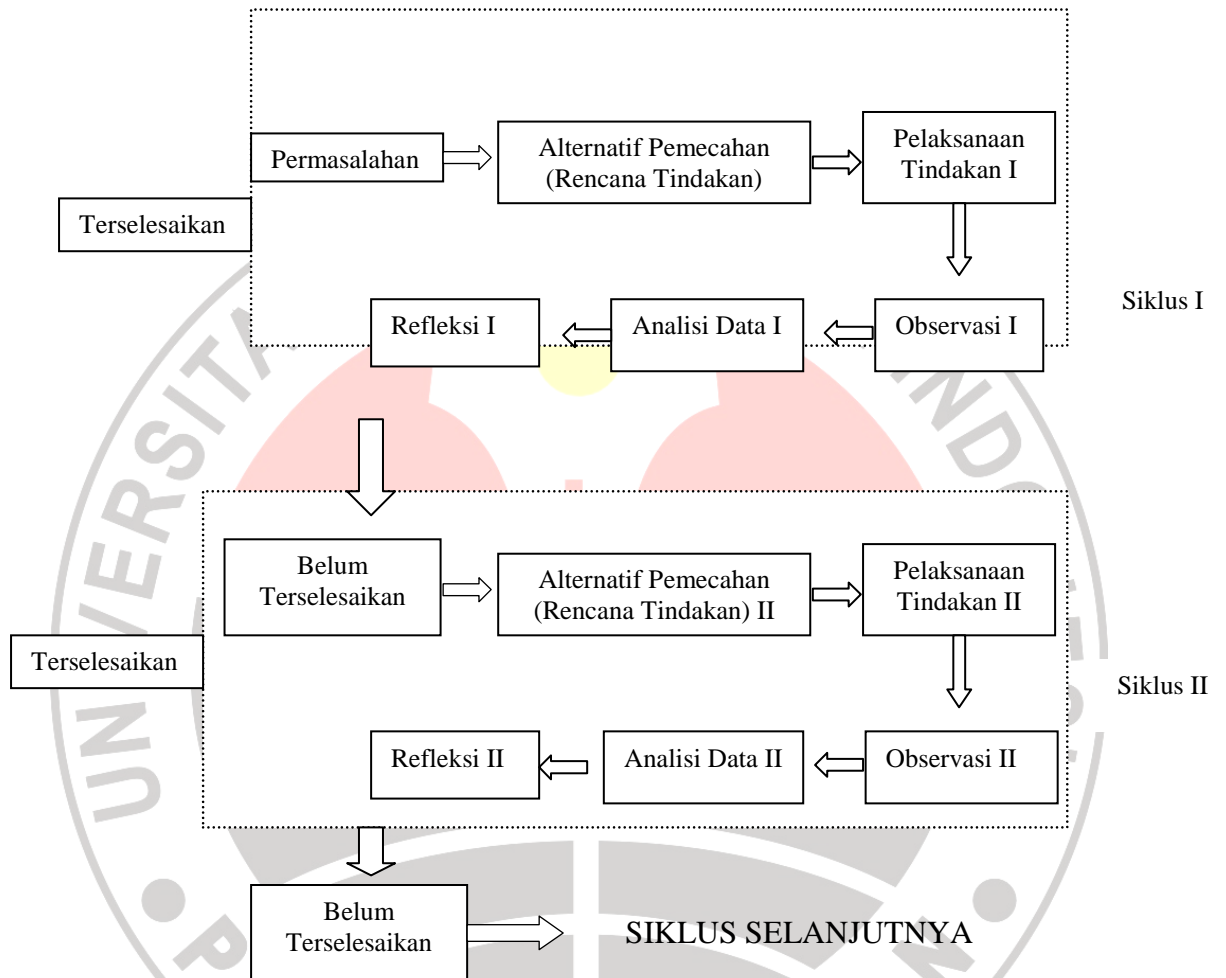 Permasalahan
Alternatif Pemecahan
(Rencana Tindakan)
Pelaksanaan
Tindakan I
Terselesaikan
Siklus I
Refleksi I
Analisi Data I
Observasi I
Belum
Terselesaikan
Alternatif Pemecahan
(Rencana Tindakan) II
Pelaksanaan
Tindakan II
Terselesaikan
Siklus II
Refleksi II
Analisi Data II
Observasi II
Belum
Terselesaikan
SIKLUS SELANJUTNYA